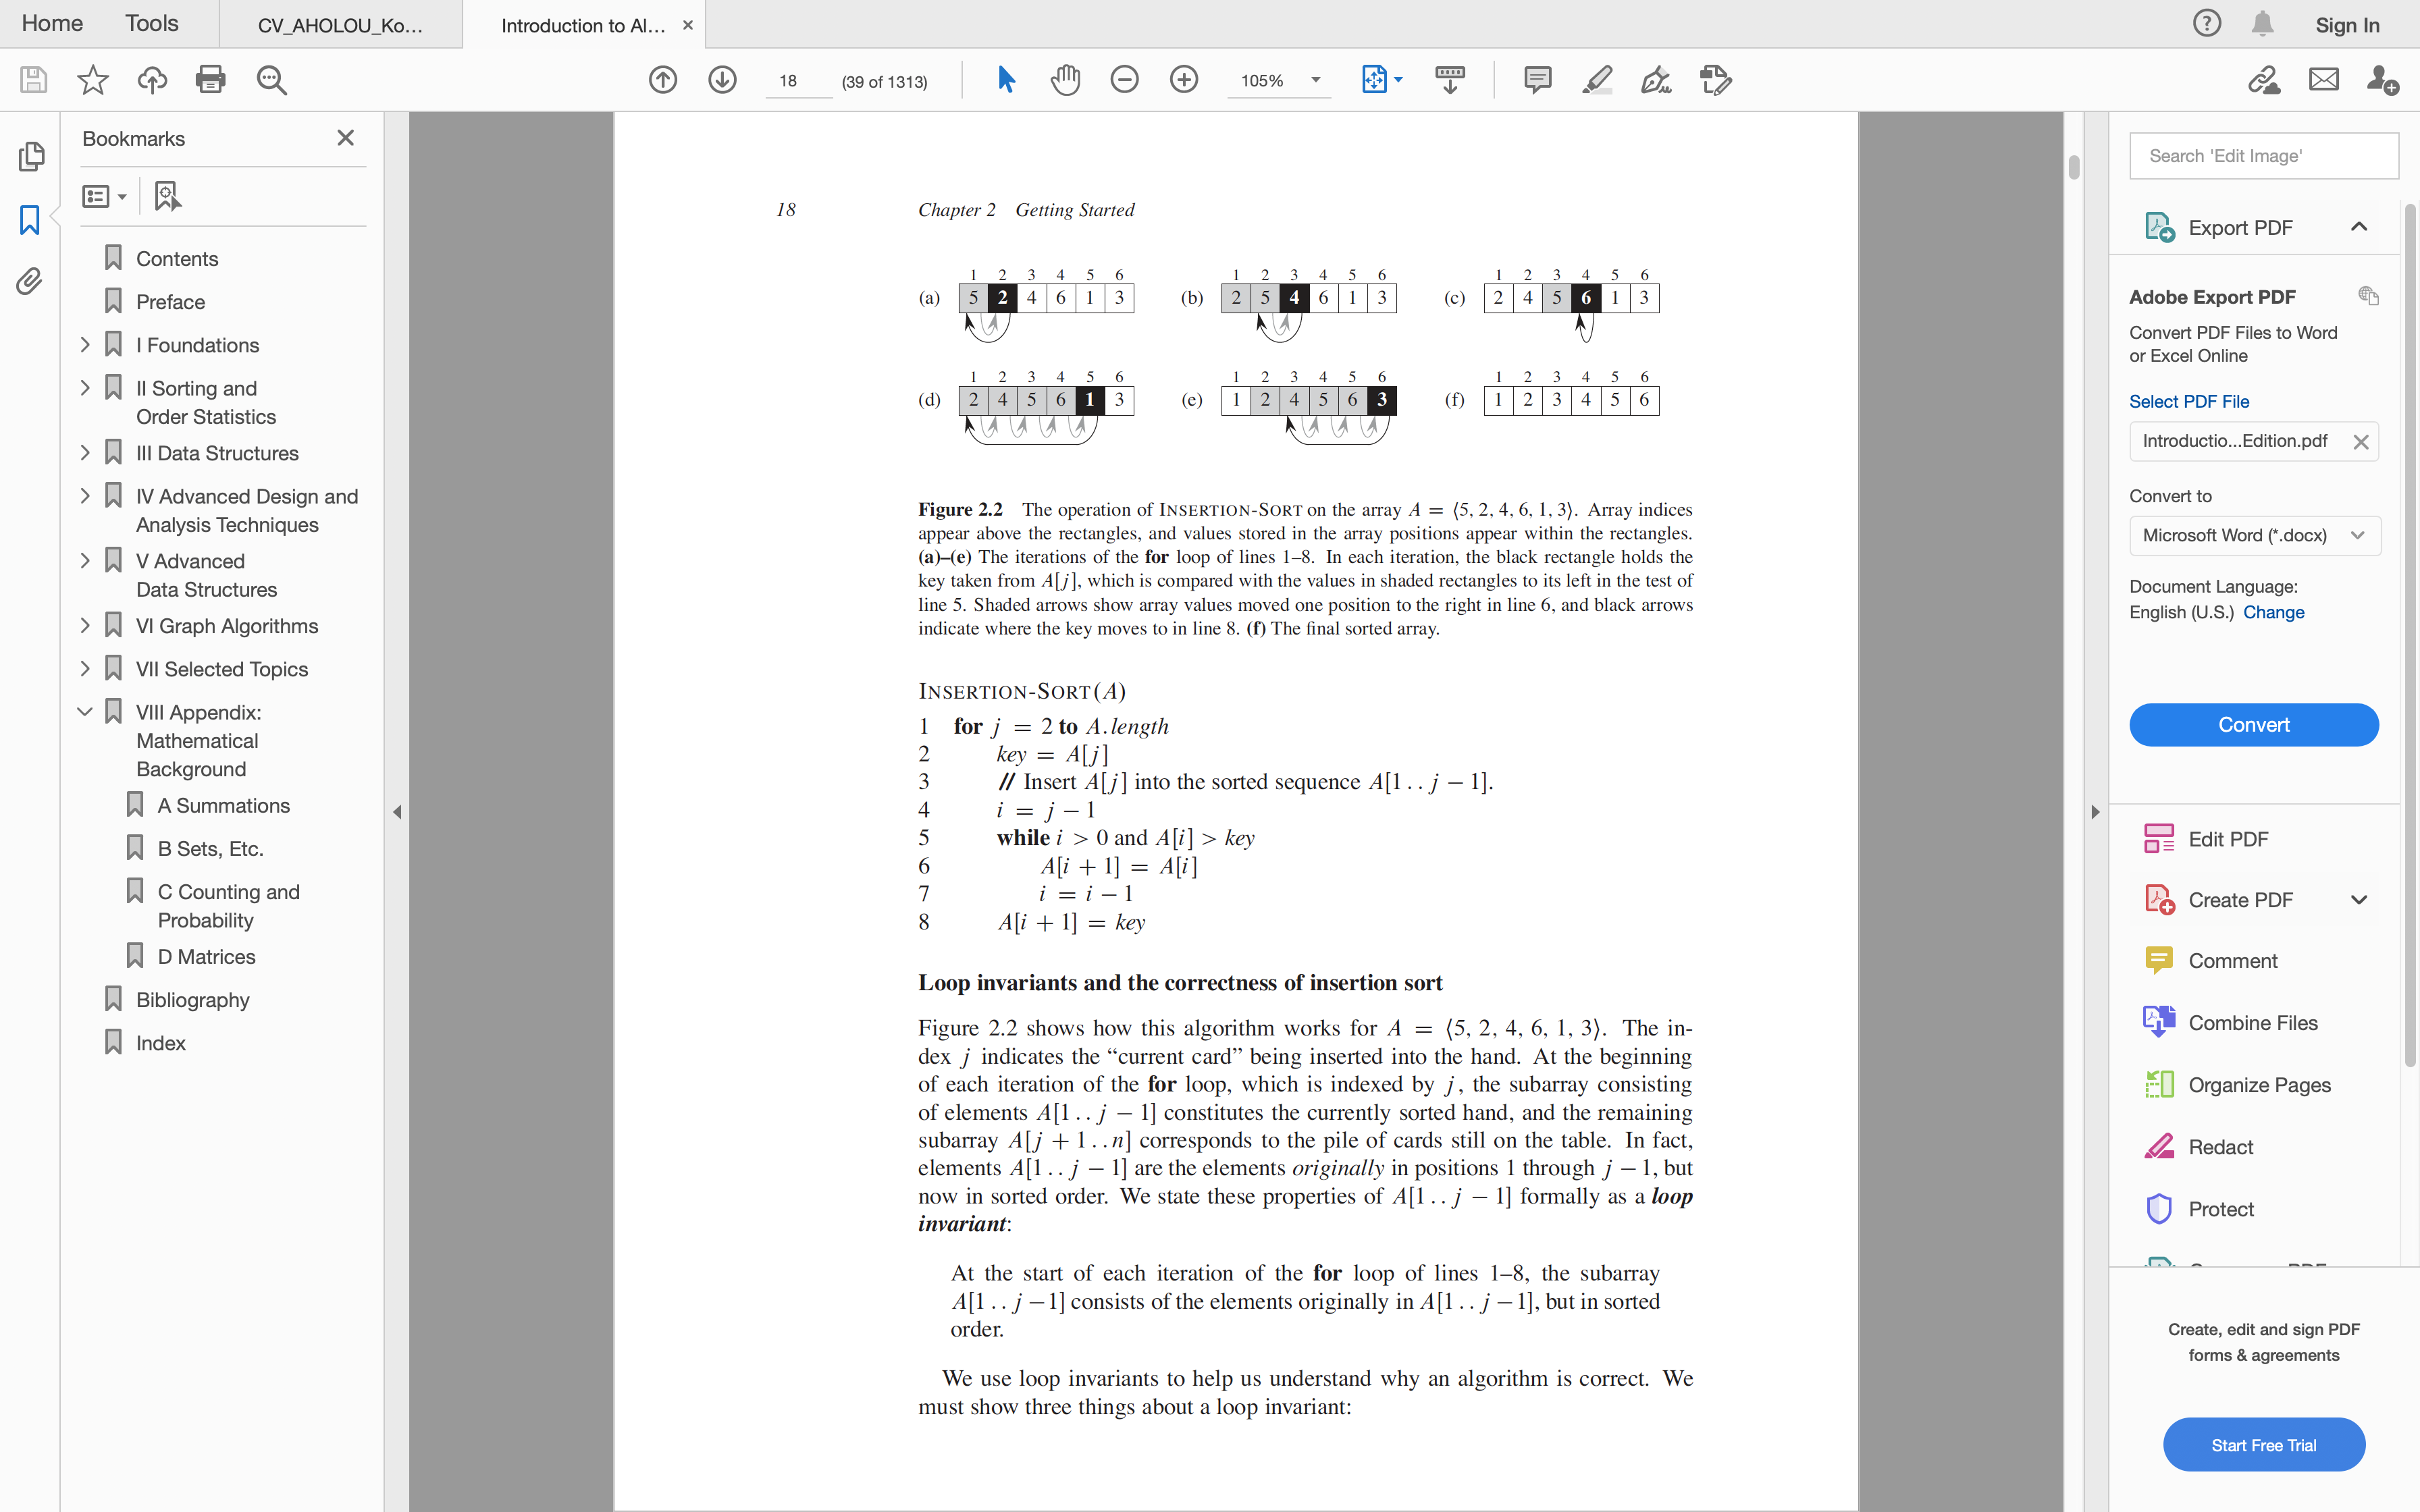 Home Tools CV_AHOLOU_Ko... Introduction to Al... × Sign In
18 (39 of 1313) 105%
Bookmarks
Contents
Preface
I Foundations
II Sorting and
Order Statistics
III Data Structures
IV Advanced Design and
Analysis Techniques
V Advanced
Data Structures
VI Graph Algorithms
VII Selected Topics
VIII Appendix:
Mathematical
Background
A Summations
B Sets, Etc.
C Counting and
Probability
D Matrices
Bibliography
Index
18 Chapter 2 Getting Started
1 2 3 4 5 6 1 2 3 4 5 6 1 2 3 4 5 6
(a) 5 2 4 6 1 3 (b) 2 5 4 6 1 3 (c) 2 4 5 6 1 3
1 2 3 4 5 6 1 2 3 4 5 6 1 2 3 4 5 6
(d) 2 4 5 6 1 3 (e) 1 2 4 5 6 3 (f) 1 2 3 4 5 6
Figure 2.2 The operation of INSERTION-SORT on the array A = ⟨5, 2, 4, 6, 1, 3⟩. Array indices
appear above the rectangles, and values stored in the array positions appear within the rectangles.
(a)–(e) The iterations of the for loop of lines 1–8. In each iteration, the black rectangle holds the
key taken from A[j], which is compared with the values in shaded rectangles to its left in the test of
line 5. Shaded arrows show array values moved one position to the right in line 6, and black arrows
indicate where the key moves to in line 8. (f) The final sorted array.
INSERTION-SORT(A)
1 for j = 2 to A.length
2 key = A[j]
3 // Insert A[j] into the sorted sequence A[1 . . j − 1].
4 i = j − 1
5 while i > 0 and A[i] > key
6 A[i + 1] = A[i]
7 i = i − 1
8 A[i + 1] = key
Loop invariants and the correctness of insertion sort
Figure 2.2 shows how this algorithm works for A = ⟨5, 2, 4, 6, 1, 3⟩. The in-
dex j indicates the “current card” being inserted into the hand. At the beginning
of each iteration of the for loop, which is indexed by j, the subarray consisting
of elements A[1 . . j − 1] constitutes the currently sorted hand, and the remaining
subarray A[j + 1 . . n] corresponds to the pile of cards still on the table. In fact,
elements A[1 . . j − 1] are the elements originally in positions 1 through j − 1, but
now in sorted order. We state these properties of A[1 . . j − 1] formally as a loop
invariant:
At the start of each iteration of the for loop of lines 1–8, the subarray
A[1 . . j − 1] consists of the elements originally in A[1 . . j − 1], but in sorted
order.
We use loop invariants to help us understand why an algorithm is correct. We
must show three things about a loop invariant:
Search 'Edit Image'
Export PDF
Adobe Export PDF
Convert PDF Files to Word
or Excel Online
Select PDF File
Introductio...Edition.pdf
Convert to
Microsoft Word (*.docx)
Document Language:
English (U.S.) Change
Convert
Edit PDF
Create PDF
Comment
Combine Files
Organize Pages
Redact
Protect
Create, edit and sign PDF
forms & agreements
Start Free Trial